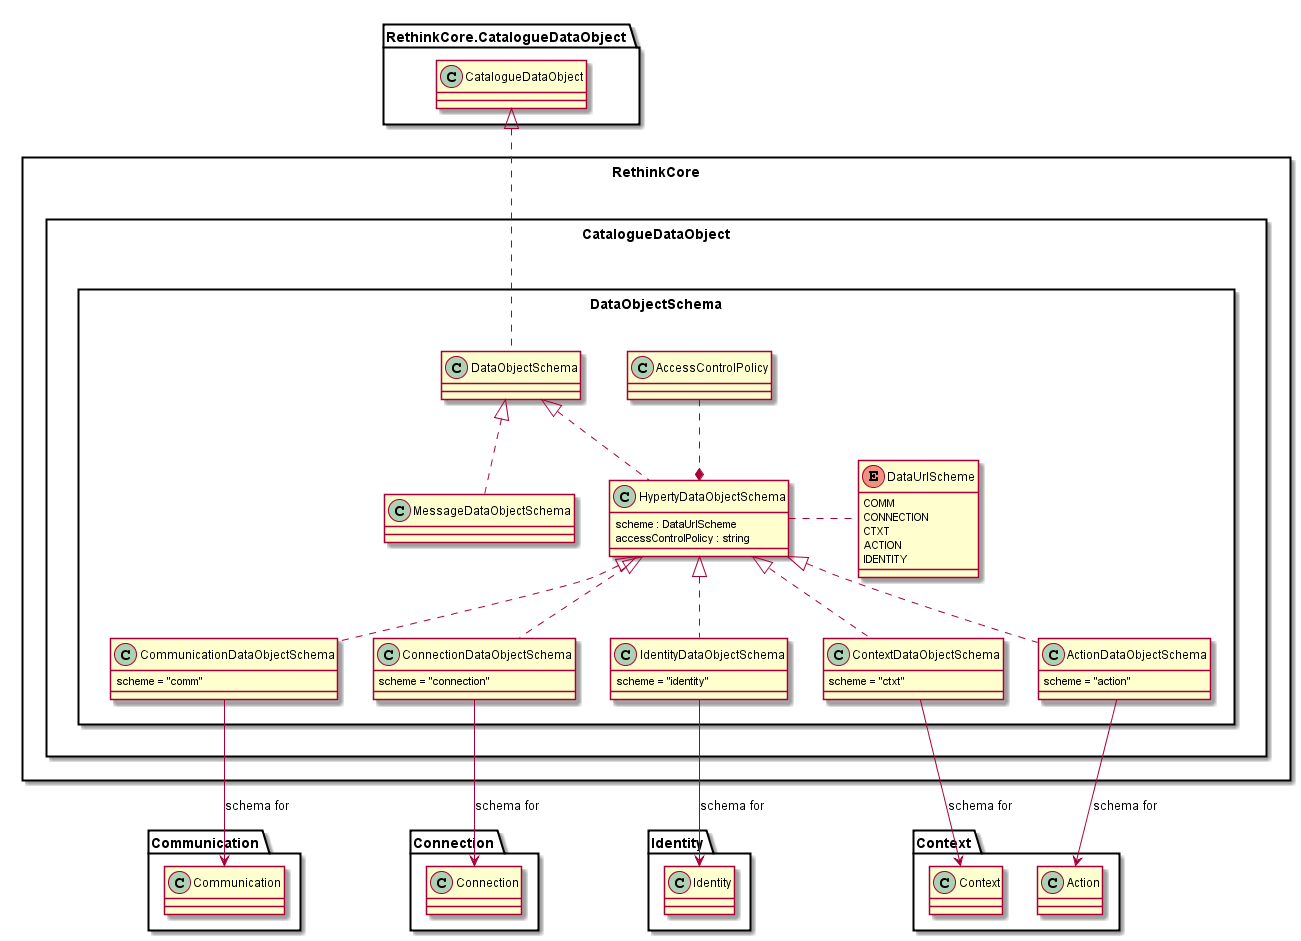 RethinkCore.CatalogueDataObject
C CatalogueDataObject
RethinkCore
CatalogueDataObject
DataObjectSchema
C DataObjectSchema
C AccessControlPolicy
C MessageDataObjectSchema
C HypertyDataObjectSchema
scheme : DataUrlScheme
accessControlPolicy : string
E DataUrlScheme
COMM
CONNECTION
CTXT
ACTION
IDENTITY
C CommunicationDataObjectSchema
scheme = "comm"
C ConnectionDataObjectSchema
scheme = "connection"
C IdentityDataObjectSchema
scheme = "identity"
C ContextDataObjectSchema
scheme = "ctxt"
C ActionDataObjectSchema
scheme = "action"
schema for
schema for
schema for
schema for
schema for
Communication
C Communication
Connection
C Connection
Identity
C Identity
Context
C Context
C Action